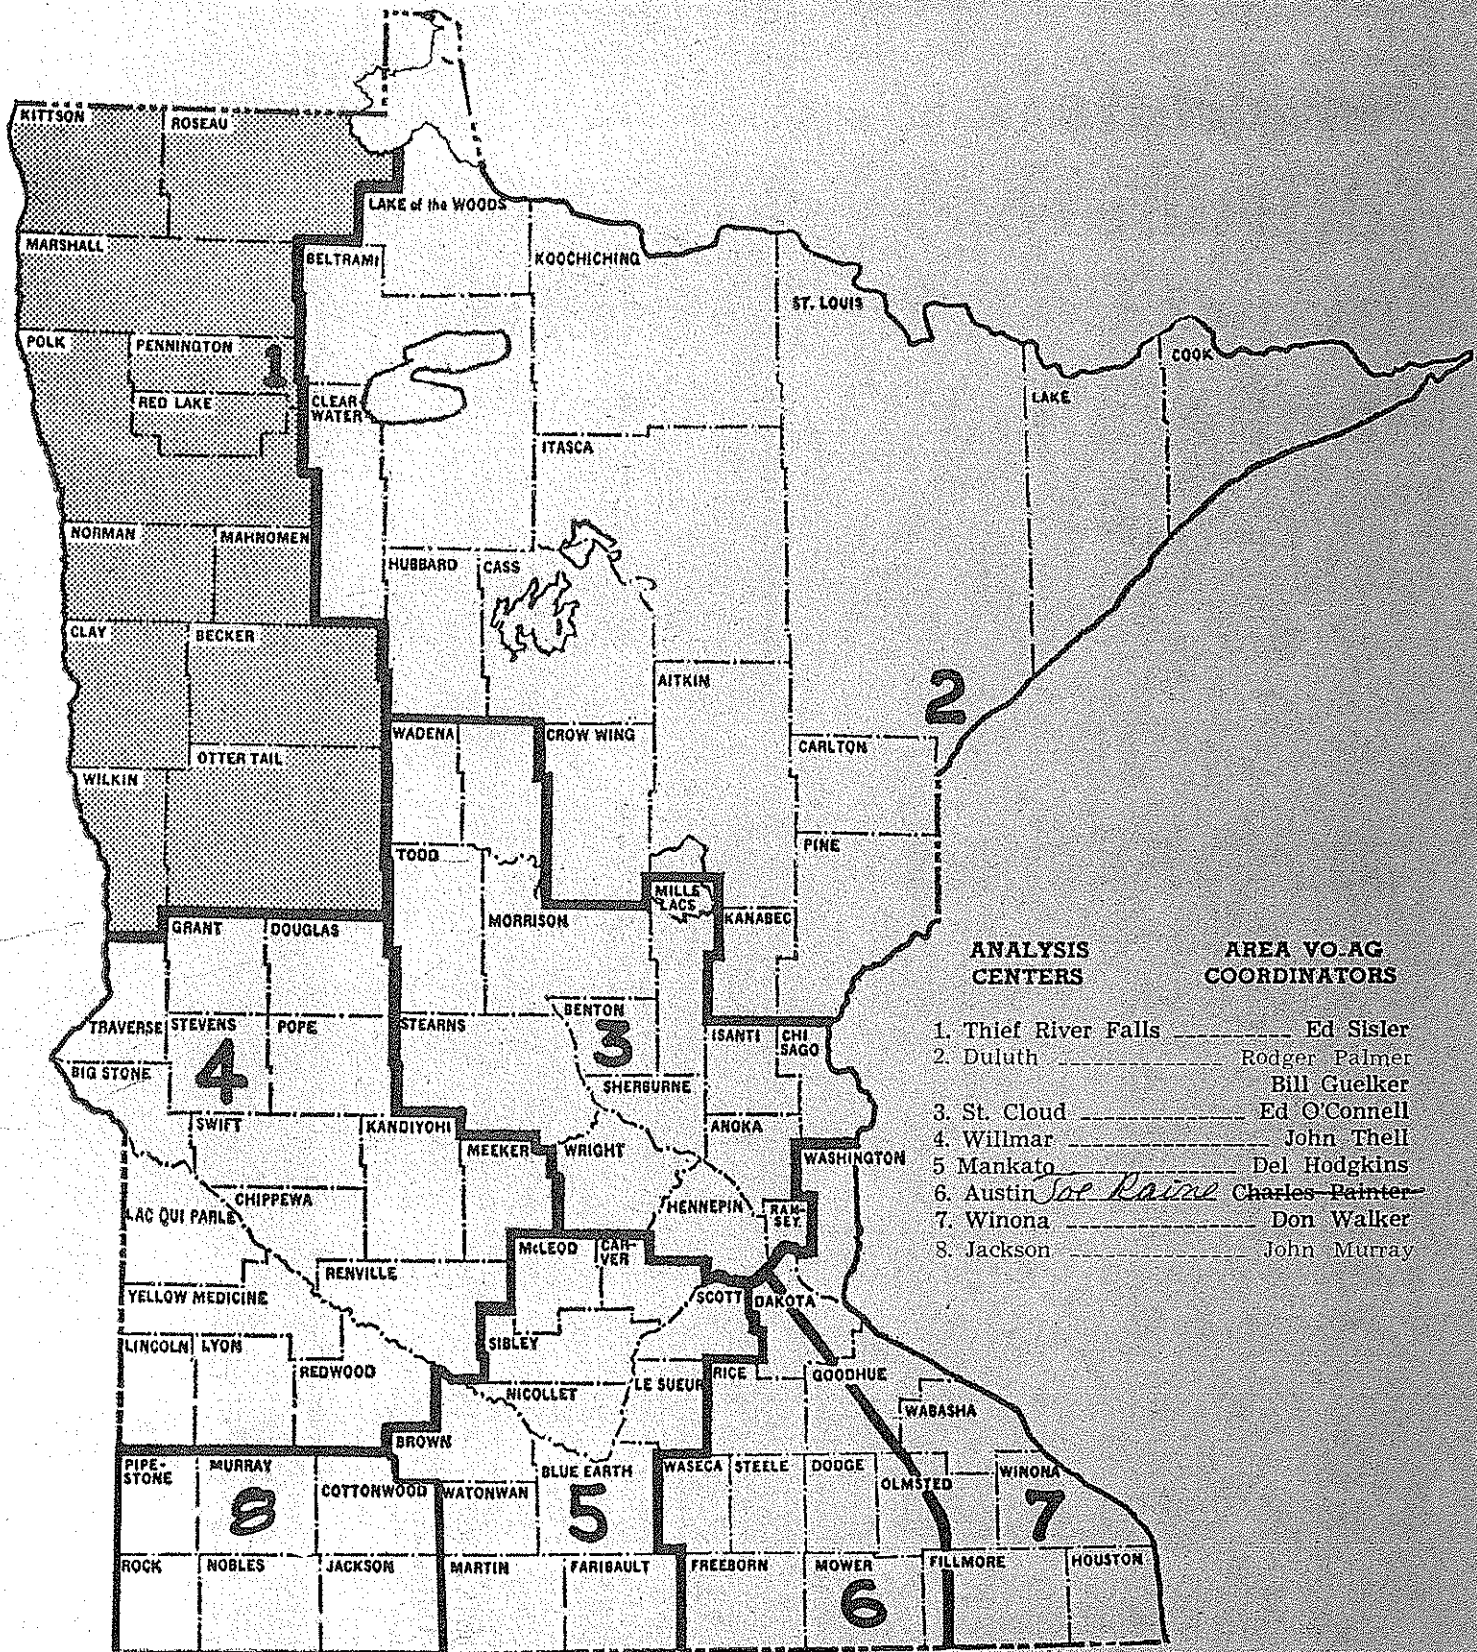 KITTSON
ROSEAU
LAKE of the WOODS
MARSHALL
BELTRAMI
KOOCHICHING
ST. LOUIS
POLK
PENNINGTON
1
COOK
RED LAKE
CLEAR-
WATER
LAKE
ITASCA
NORMAN
MAHNOMEN
HUBBARD
CASS
CLAY
BECKER
AITKIN
2
WADENA
CROW WING
CARLTON
OTTER TAIL
WILKIN
PINE
TODD
MILLE
LACS
MORRISON
KANABEC
GRANT
DOUGLAS
ANALYSIS
CENTERS
AREA VO-AG
COORDINATORS
BENTON
TRAVERSE
STEVENS
POPE
STEARNS
3
ISANTI
CHI
SAGO
1. Thief River Falls Ed Sisler
2. Duluth Rodger Palmer
Bill Guelker
3. St. Cloud Ed O'Connell
4. Willmar John Thell
5 Mankato Del Hodgkins
6. Austin Joe Raine Charles Painter
7. Winona Don Walker
8. Jackson John Murray
BIG STONE
4
SHERBURNE
SWIFT
KANDIYOHI
ANOKA
MEEKER
WRIGHT
WASHINGTON
CHIPPEWA
HENNEPIN
RAM-
SEY
LAC QUI PARLE
McLEOD
CAR-
VER
RENVILLE
YELLOW MEDICINE
SCOTT
DAKOTA
LINCOLN
LYON
SIBLEY
REDWOOD
RICE
GOODHUE
NICOLLET
LE SUEUR
WABASHA
BROWN
PIPE-
STONE
MURRAY
COTTONWOOD
WATONWAN
BLUE EARTH
WASECA
STEELE
DODGE
OLMSTED
WINONA
8
5
7
ROCK
NOBLES
JACKSON
MARTIN
FARIBAULT
FREEBORN
MOWER
FILLMORE
HOUSTON
6